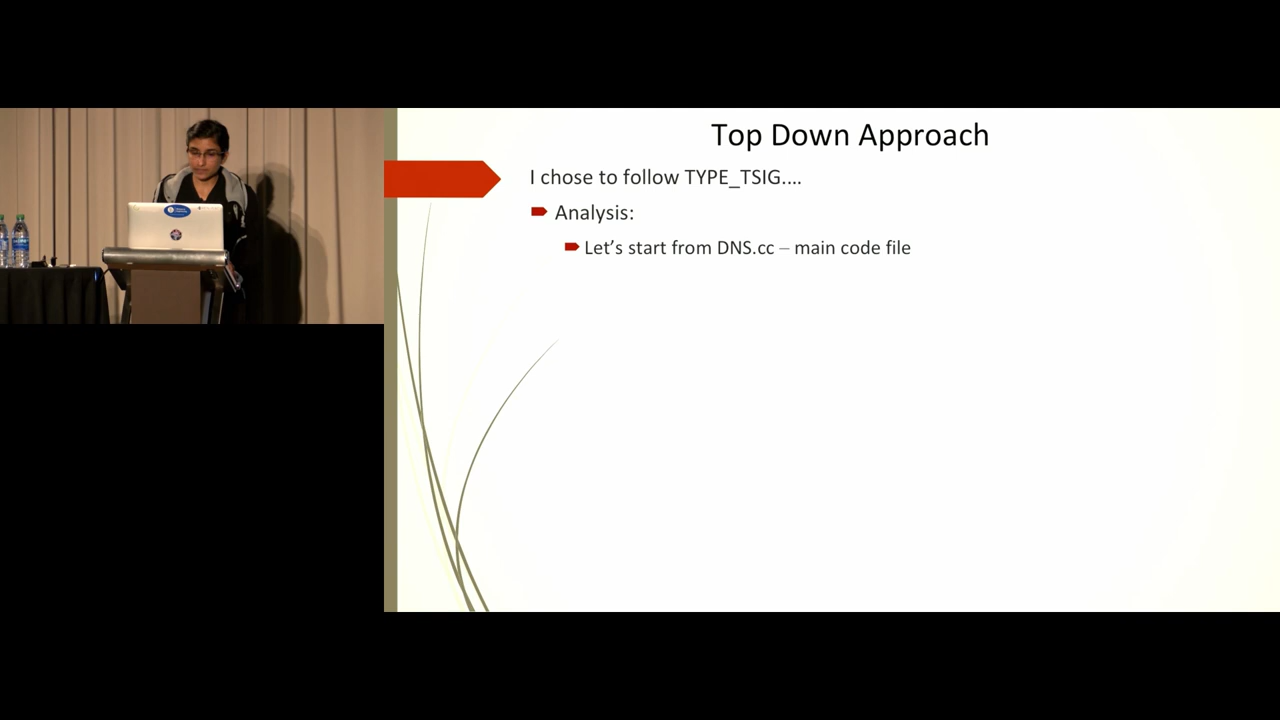 Top Down Approach
I chose to follow TYPE_TSIG....
Analysis:
Let's start from DNS.cc – main code file